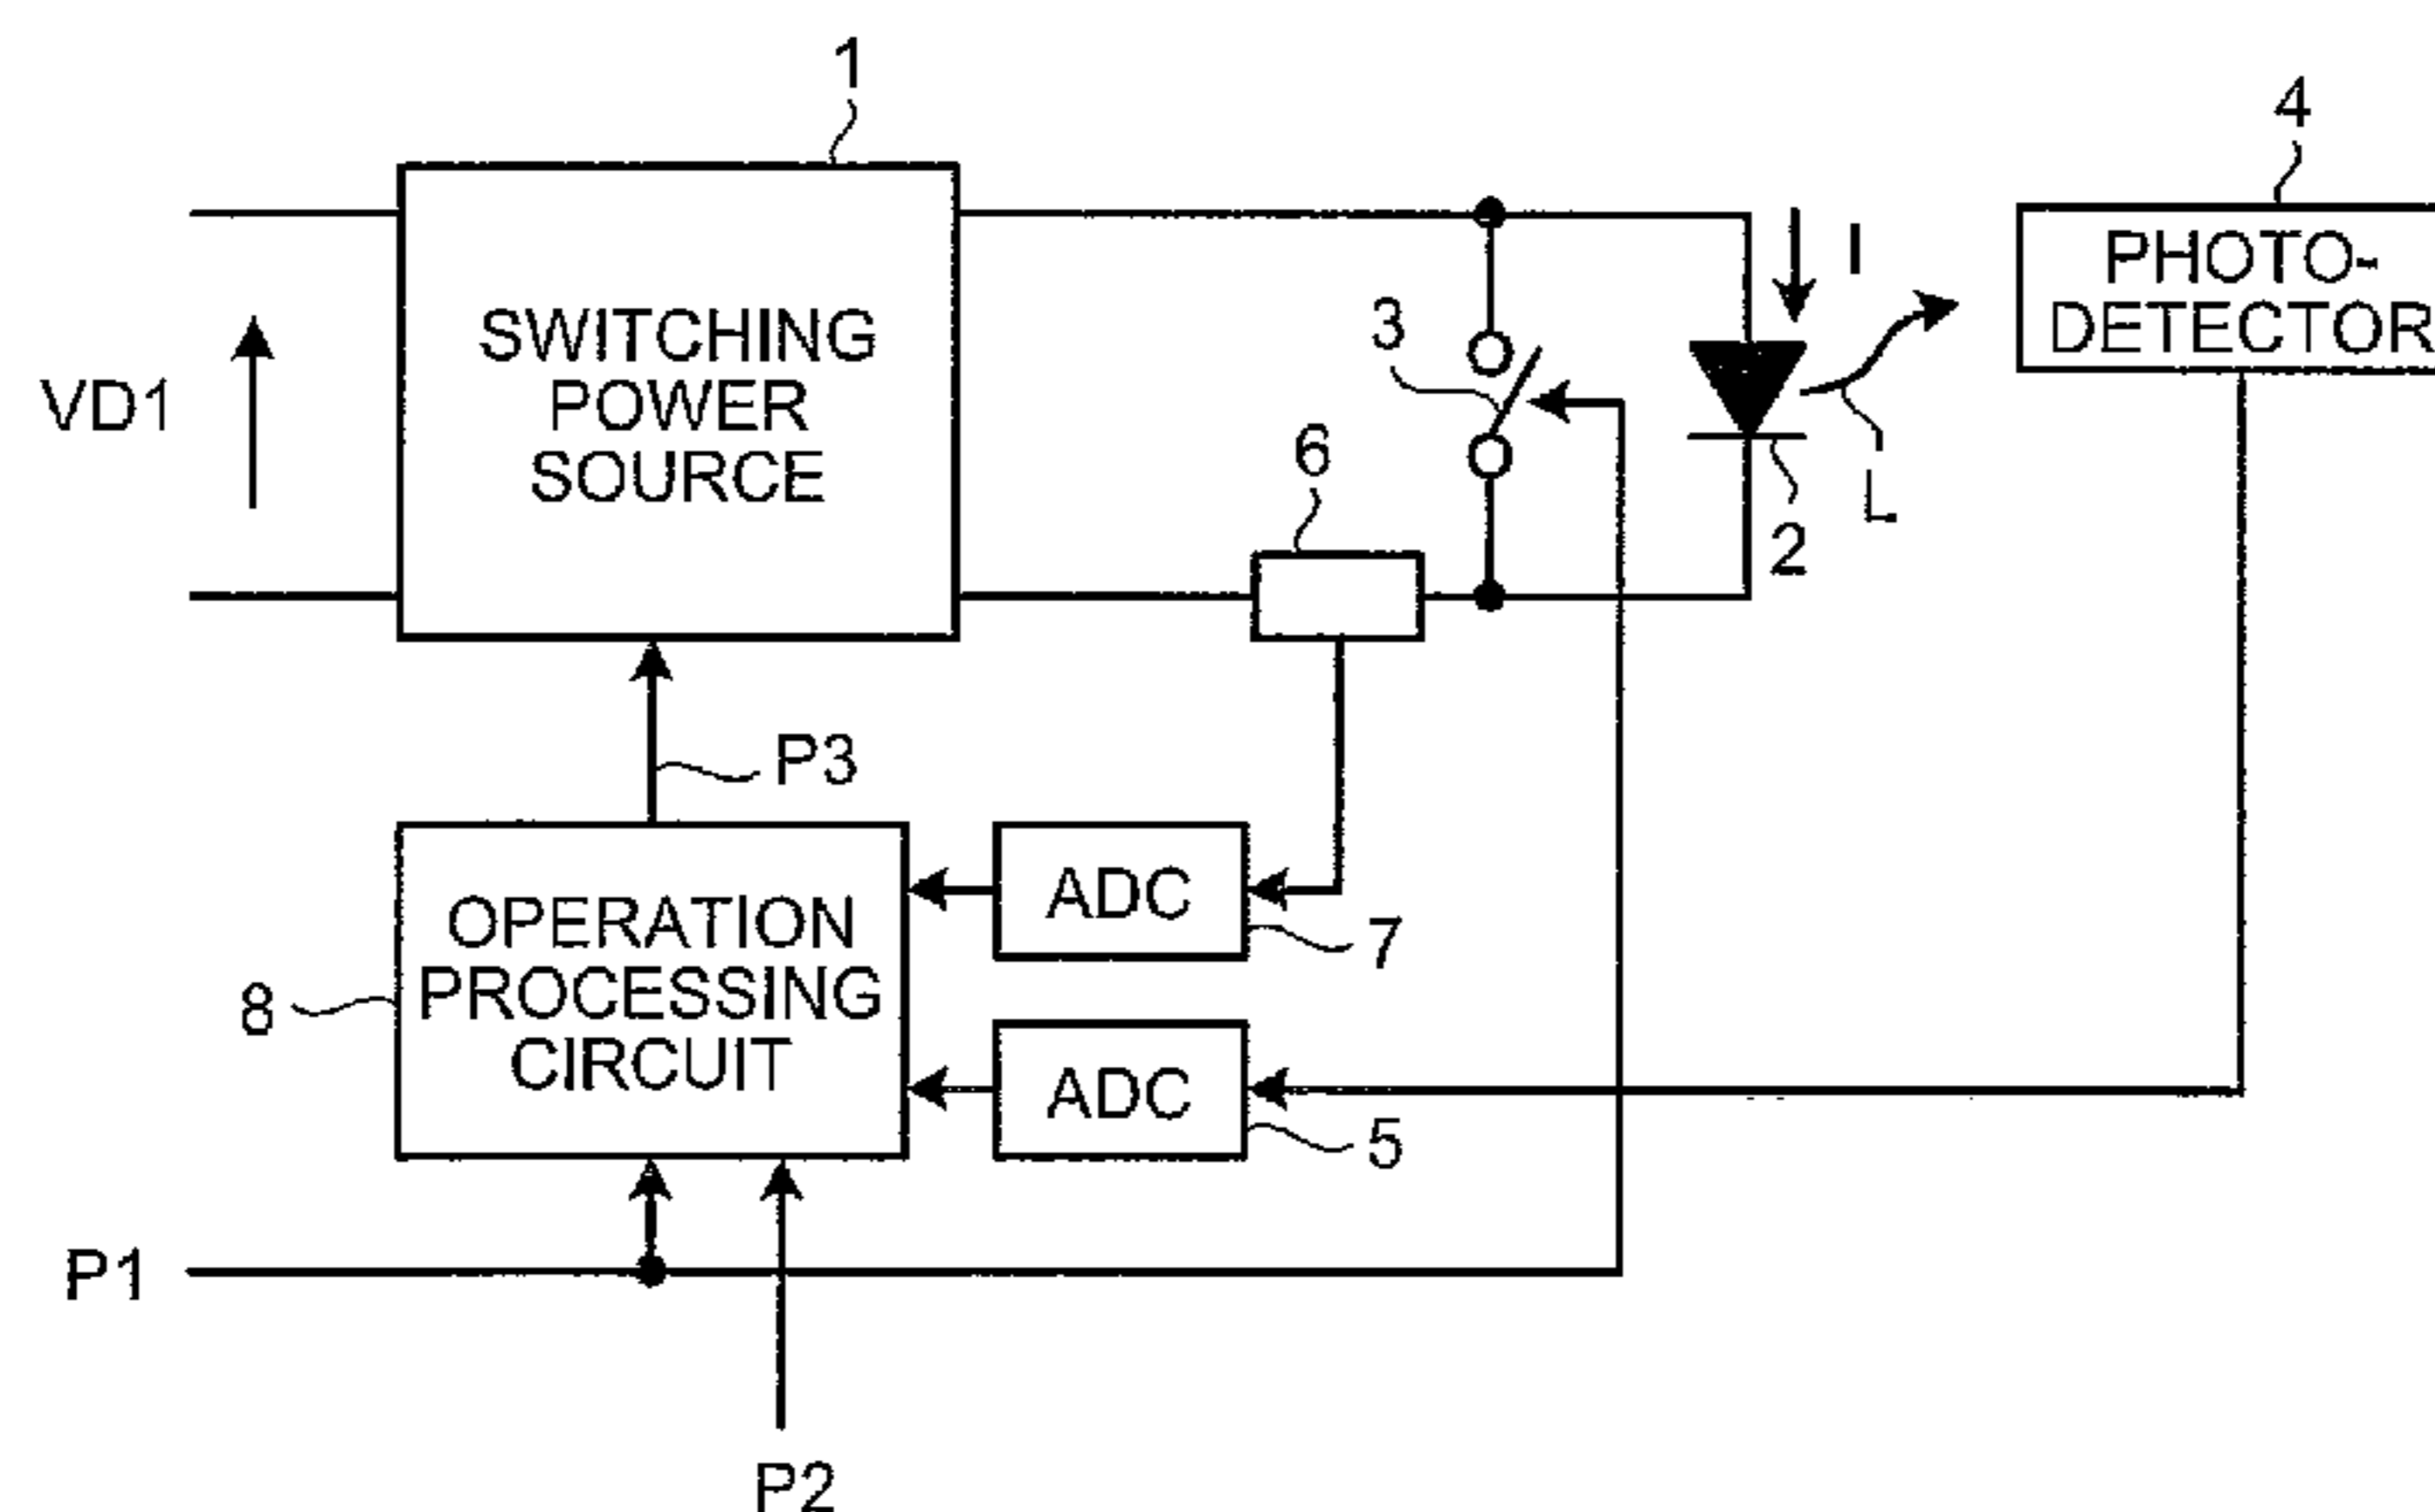 1
4
SWITCHING
POWER
SOURCE
VD1
3
I
PHOTO-
DETECTOR
6
L
2
P3
OPERATION
PROCESSING
CIRCUIT
8
ADC
7
ADC
5
P1
P2